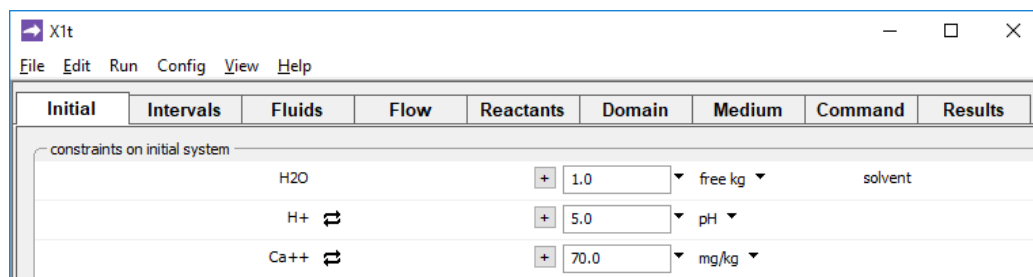 X1t
File Edit Run Config View Help
Initial Intervals Fluids Flow Reactants Domain Medium Command Results
constraints on initial system
H2O + 1.0 free kg solvent
H+ + 5.0 pH
Ca++ + 70.0 mg/kg